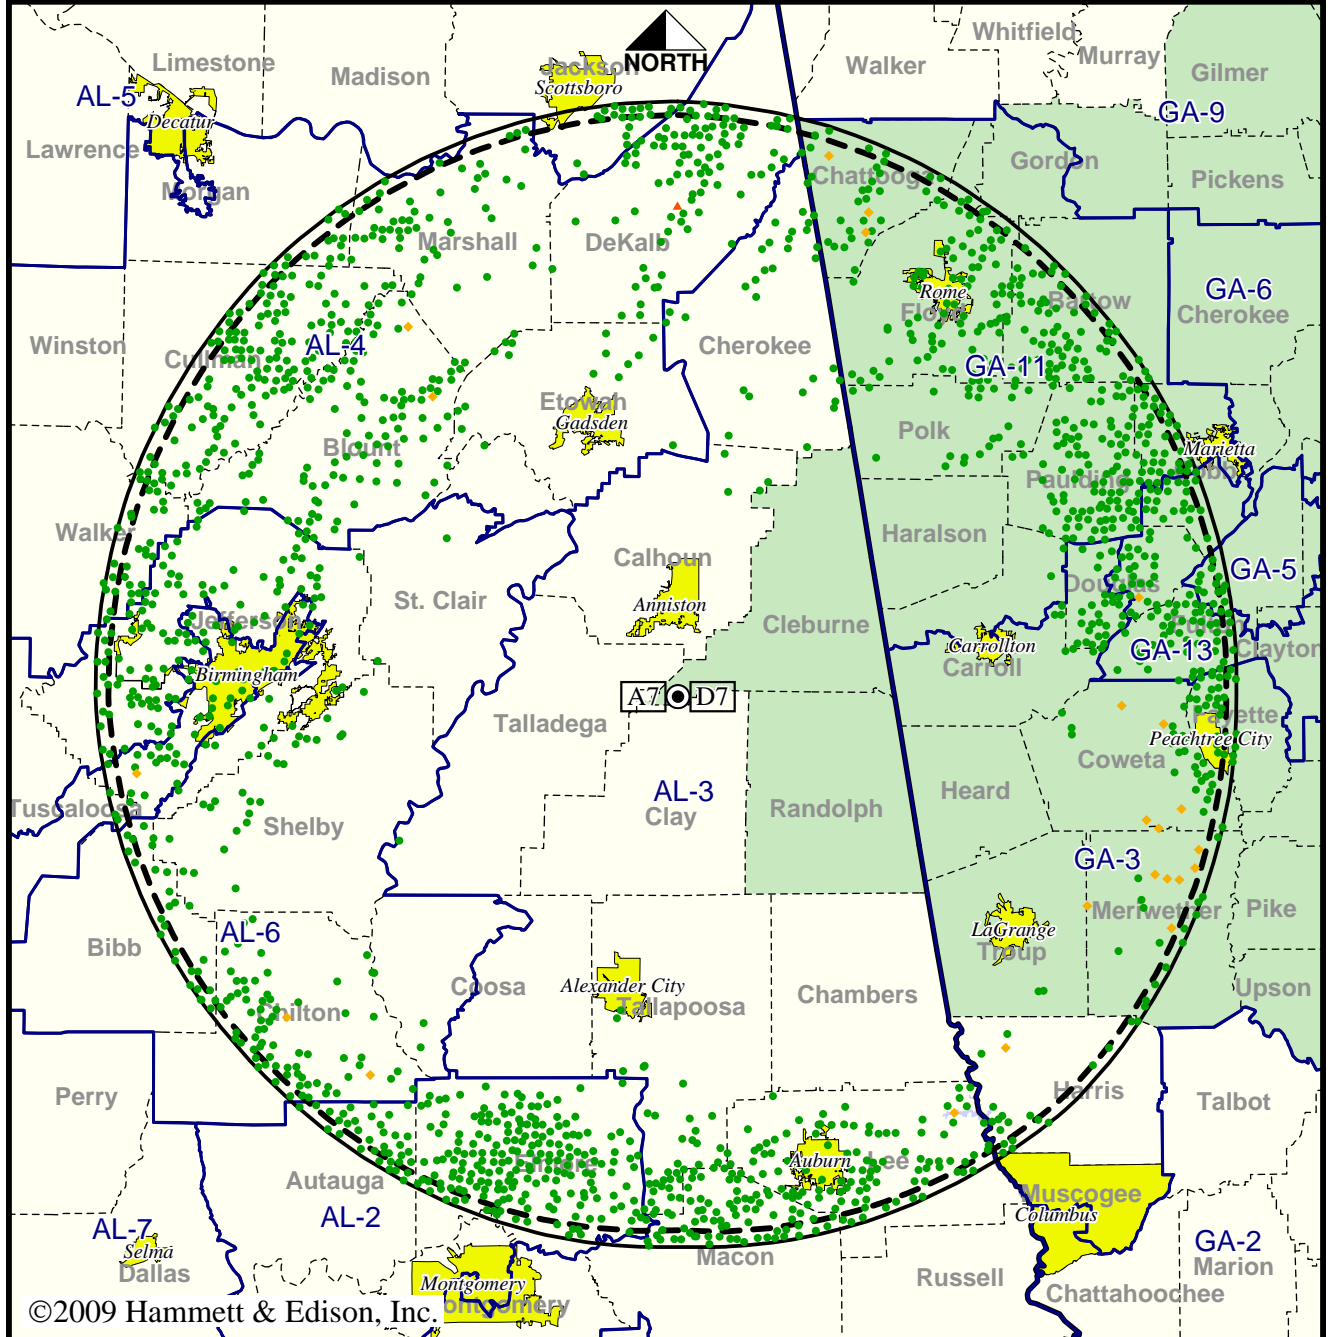 Whitfield
Limestone
Madison
Jackson
NORTH
Walker
Murray
Gilmer
Scottsboro
AL-5
GA-9
Decatur
Lawrence
Gordon
Chattooga
Pickens
Morgan
Marshall
DeKalb
Rome
Bartow
GA-6
Floyd
Cherokee
Winston
AL-4
Cherokee
Cullman
GA-11
Etowah
Gadsden
Polk
Blount
Marietta
Cobb
Paulding
Walker
Haralson
Calhoun
GA-5
Douglas
St. Clair
Anniston
Jefferson
Cleburne
Fulton
Carrollton
GA-13
Clayton
Carroll
Birmingham
A7
D7
Talladega
Fayette
Peachtree City
Coweta
AL-3
Heard
Tuscaloosa
Clay
Randolph
Shelby
GA-3
Meriwether
Pike
AL-6
LaGrange
Bibb
Troup
Coosa
Alexander City
Upson
Chambers
Tallapoosa
Chilton
Perry
Harris
Talbot
Auburn
Lee
Elmore
Autauga
Muscogee
AL-2
Columbus
AL-7
Selma
GA-2
Macon
Marion
Dallas
Russell
Montgomery
Chattahoochee
Montgomery
©2009 Hammett & Edison, Inc.